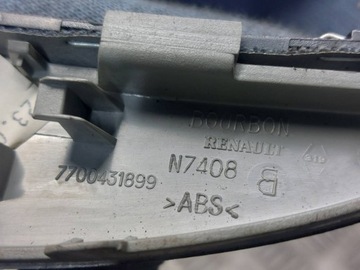 BOURBON
RENAULT
7700431899
N7408
B
>ABS<